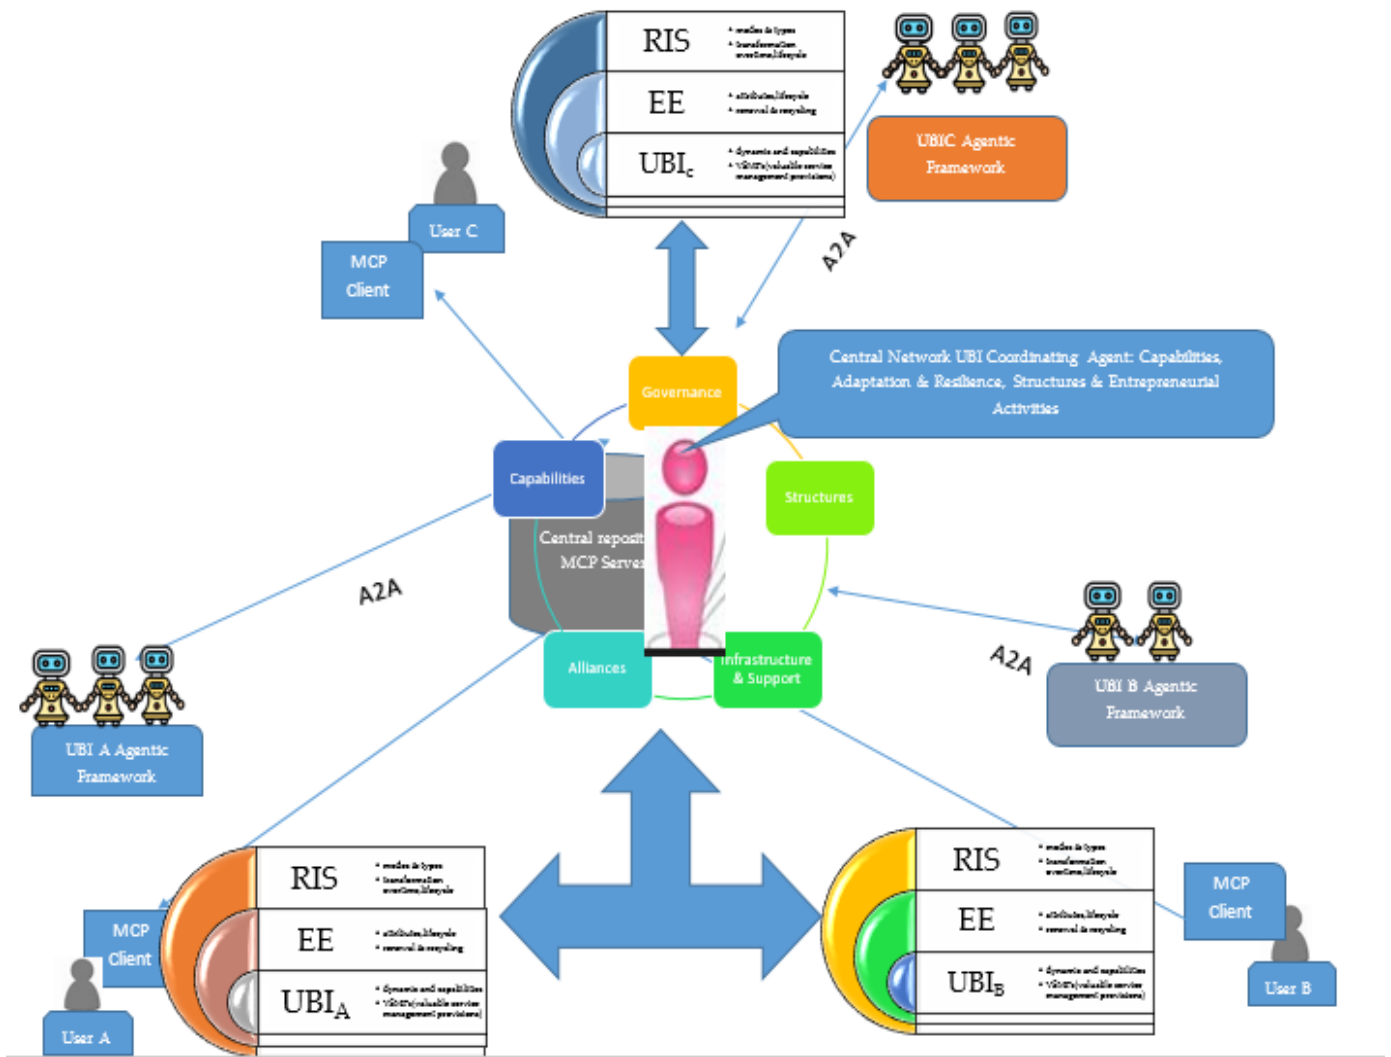 RIS
• modes & types
• transformation
overtime,lifecycle
EE
• attributes,lifecycle
• renewal & recycling
UBIc
• dynamic and capabilities
• VSMPs(valuable service
management provisions)
UBIC Agentic
Framework
A2A
User C
MCP
Client
Central Network UBI Coordinating Agent: Capabilities,
Adaptation & Resilience, Structures & Entrepreneurial
Activities
Governance
Capabilities
Structures
Central reposit
MCP Server
Alliances
Infrastructure
& Support
A2A
UBI A Agentic
Framework
A2A
UBI B Agentic
Framework
RIS
• modes & types
• transformation
overtime,lifecycle
EE
• attributes,lifecycle
• renewal & recycling
UBIA
• dynamic and capabilities
• VSMPs(valuable service
management provisions)
MCP
Client
User A
RIS
• modes & types
• transformation
overtime,lifecycle
EE
• attributes,lifecycle
• renewal & recycling
UBIB
• dynamic and capabilities
• VSMPs(valuable service
management provisions)
MCP
Client
User B